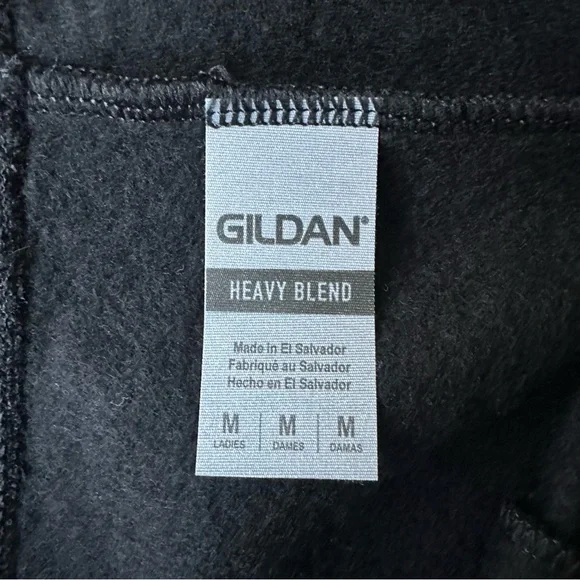 GILDAN®
HEAVY BLEND
Made in El Salvador
Fabriqué au Salvador
Hecho en El Salvador
M | M | M
LADIES | DAMES | DAMAS